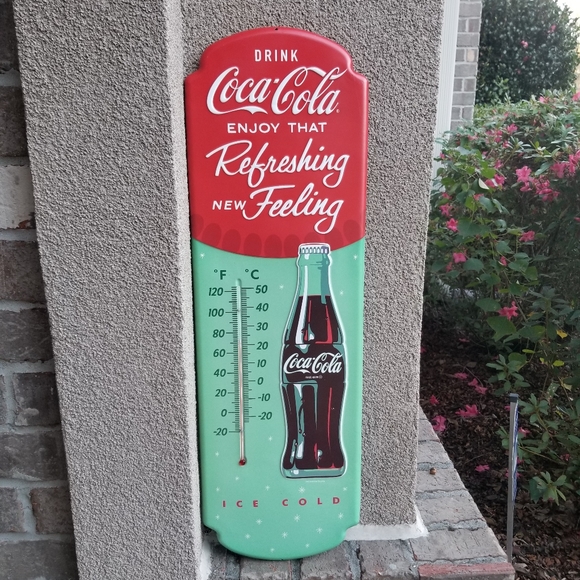 DRINK
Coca-Cola
ENJOY THAT
Refreshing
NEW Feeling
°F °C
120 50
100 40
80 30
60 20
40 10
20 0
0 -10
-20 -20
Coca-Cola
ICE COLD